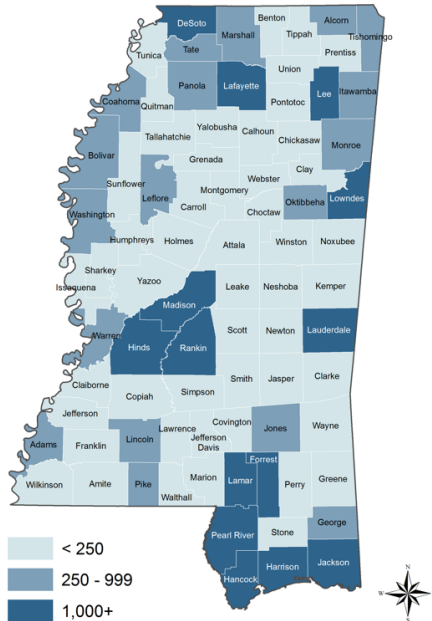 DeSoto
Benton
Tippah
Alcorn
Marshall
Tishomingo
Tate
Tunica
Prentiss
Union
Panola
Lafayette
Lee
Itawamba
Coahoma
Quitman
Pontotoc
Yalobusha
Calhoun
Tallahatchie
Chickasaw
Monroe
Bolivar
Grenada
Clay
Webster
Sunflower
Montgomery
Leflore
Carroll
Oktibbeha
Lowndes
Choctaw
Washington
Humphreys
Holmes
Attala
Winston
Noxubee
Sharkey
Yazoo
Issaquena
Leake
Neshoba
Kemper
Madison
Warren
Hinds
Rankin
Scott
Newton
Lauderdale
Claiborne
Copiah
Simpson
Smith
Jasper
Clarke
Jefferson
Lawrence
Covington
Jones
Wayne
Adams
Franklin
Lincoln
Jefferson
Davis
Forrest
Wilkinson
Amite
Pike
Marion
Walthall
Lamar
Perry
Greene
Pearl River
Stone
George
Hancock
Harrison
Jackson
< 250
250 - 999
1,000+
N
W
E
S